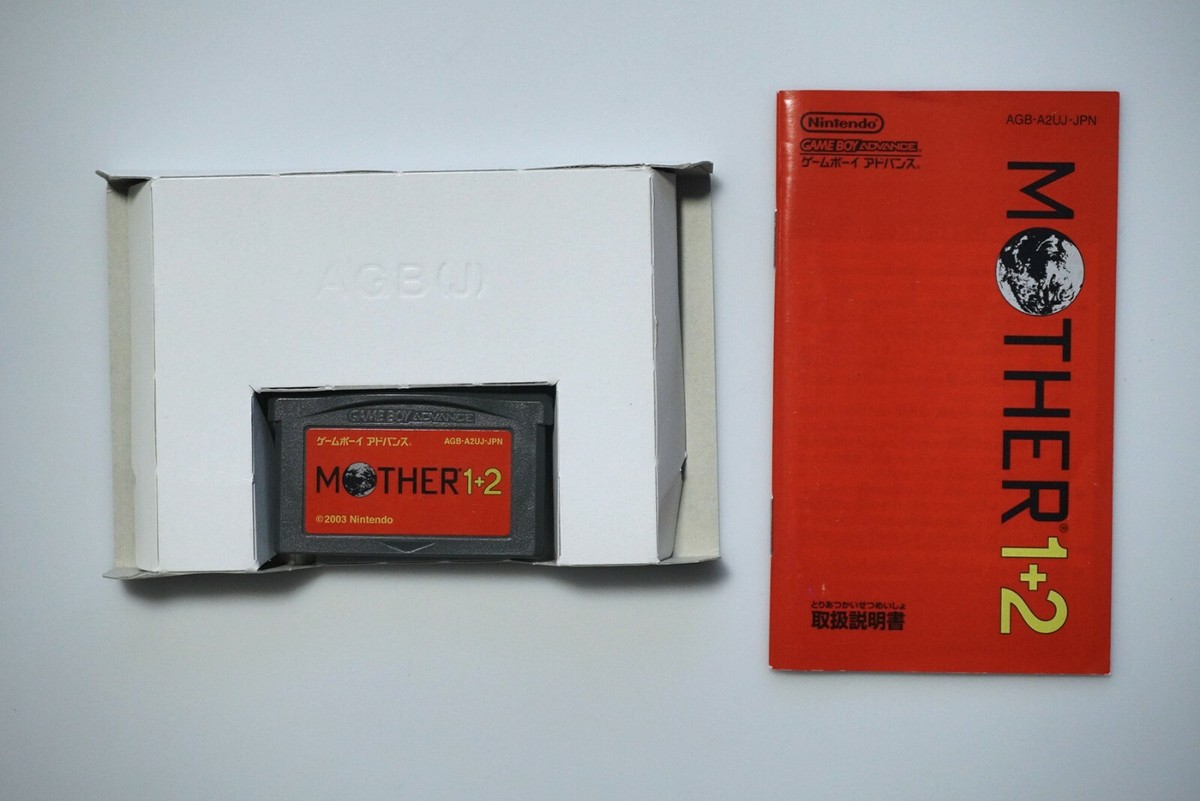 AGB(J)
GAME BOY ADVANCE
ゲームボーイ アドバンス®
AGB-A2UJ-JPN
MOTHER® 1+2
©2003 Nintendo
Nintendo®
GAME BOY ADVANCE®
ゲームボーイ アドバンス®
AGB-A2UJ-JPN
MOTHER® 1+2
とりあつかいせつめいしょ
取扱説明書